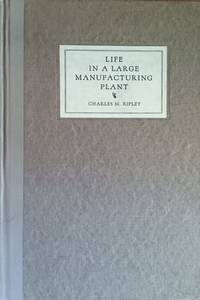 LIFE
IN A LARGE
MANUFACTURING
PLANT
CHARLES M. RIPLEY